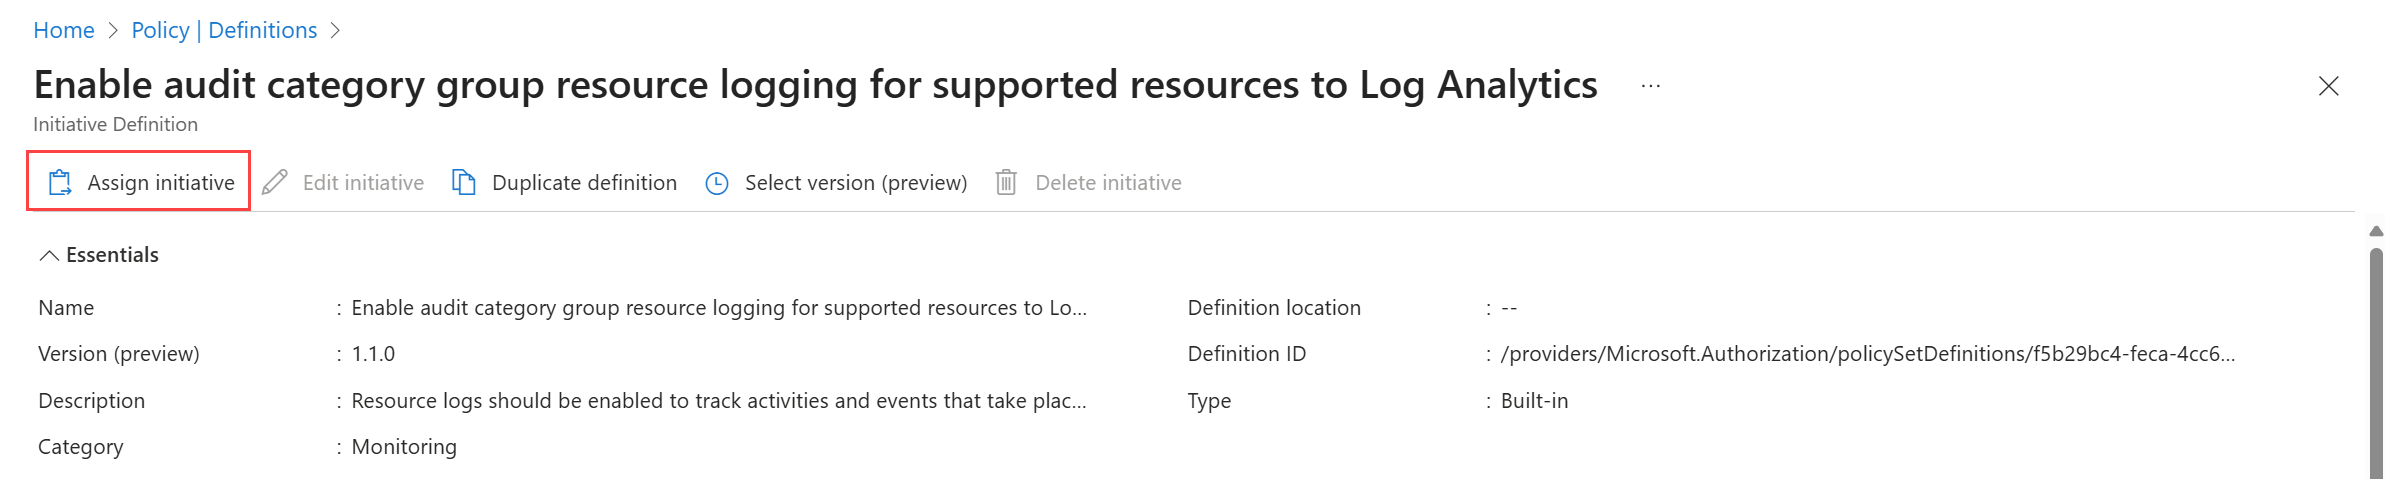 Home > Policy | Definitions >
Enable audit category group resource logging for supported resources to Log Analytics ...
Initiative Definition
Assign initiative Edit initiative Duplicate definition Select version (preview) Delete initiative
Essentials
Name : Enable audit category group resource logging for supported resources to Lo... Definition location : --
Version (preview) : 1.1.0 Definition ID : /providers/Microsoft.Authorization/policySetDefinitions/f5b29bc4-feca-4cc6...
Description : Resource logs should be enabled to track activities and events that take plac... Type : Built-in
Category : Monitoring